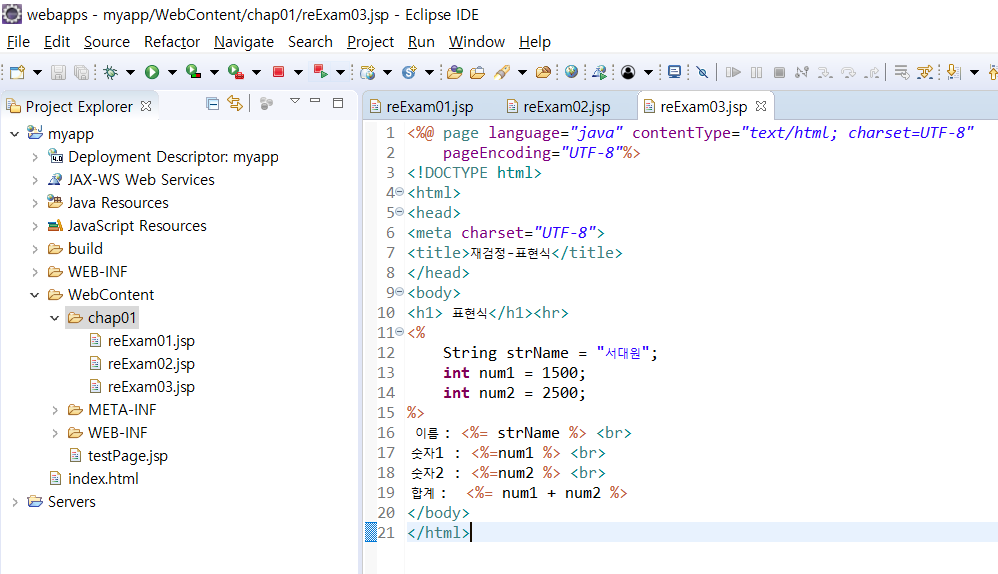 webapps - myapp/WebContent/chap01/reExam03.jsp - Eclipse IDE
File Edit Source Refactor Navigate Search Project Run Window Help
Project Explorer
myapp
Deployment Descriptor: myapp
JAX-WS Web Services
Java Resources
JavaScript Resources
build
WEB-INF
WebContent
chap01
reExam01.jsp
reExam02.jsp
reExam03.jsp
META-INF
WEB-INF
testPage.jsp
index.html
Servers
reExam01.jsp reExam02.jsp reExam03.jsp
1 <%@ page language="java" contentType="text/html; charset=UTF-8"
2     pageEncoding="UTF-8"%>
3 <!DOCTYPE html>
4 <html>
5 <head>
6 <meta charset="UTF-8">
7 <title>재검정-표현식</title>
8 </head>
9 <body>
10 <h1> 표현식</h1><hr>
11 <%
12     String strName = "서대원";
13     int num1 = 1500;
14     int num2 = 2500;
15 %>
16  이름 : <%= strName %> <br>
17 숫자1 : <%=num1 %> <br>
18 숫자2 : <%=num2 %> <br>
19 합계 :  <%= num1 + num2 %>
20 </body>
21 </html>